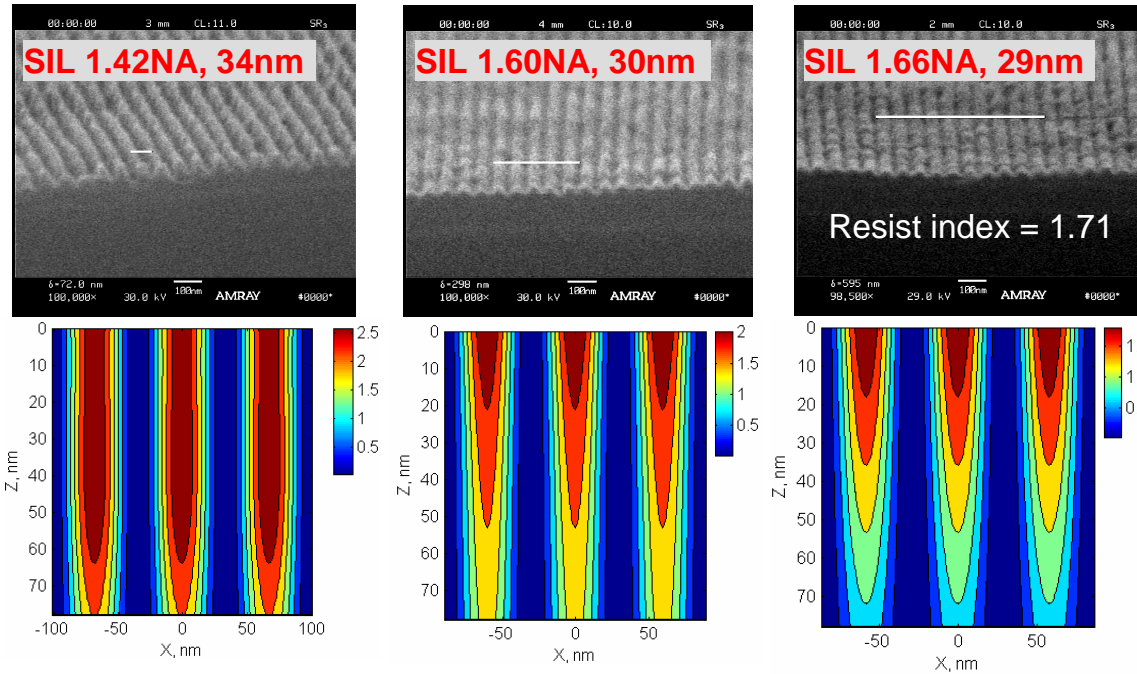 00:00:00 3 mm CL:11.0 SR3
SIL 1.42NA, 34nm
δ=72.0 nm 100nm
100,000× 30.0 kV AMRAY #0000*
00:00:00 4 mm CL:10.0 SR3
SIL 1.60NA, 30nm
δ=298 nm 100nm
100,000× 30.0 kV AMRAY #0000*
00:00:00 2 mm CL:10.0 SR3
SIL 1.66NA, 29nm
Resist index = 1.71
δ=595 nm 100nm
98,500× 29.0 kV AMRAY #0000*
0
10
20
30
40
50
60
70
Z, nm
-100 -50 0 50 100
X, nm
2.5
2
1.5
1
0.5
0
10
20
30
40
50
60
70
Z, nm
-50 0 50
X, nm
2
1.5
1
0.5
0
10
20
30
40
50
60
70
Z, nm
-50 0 50
X, nm
1
1
0